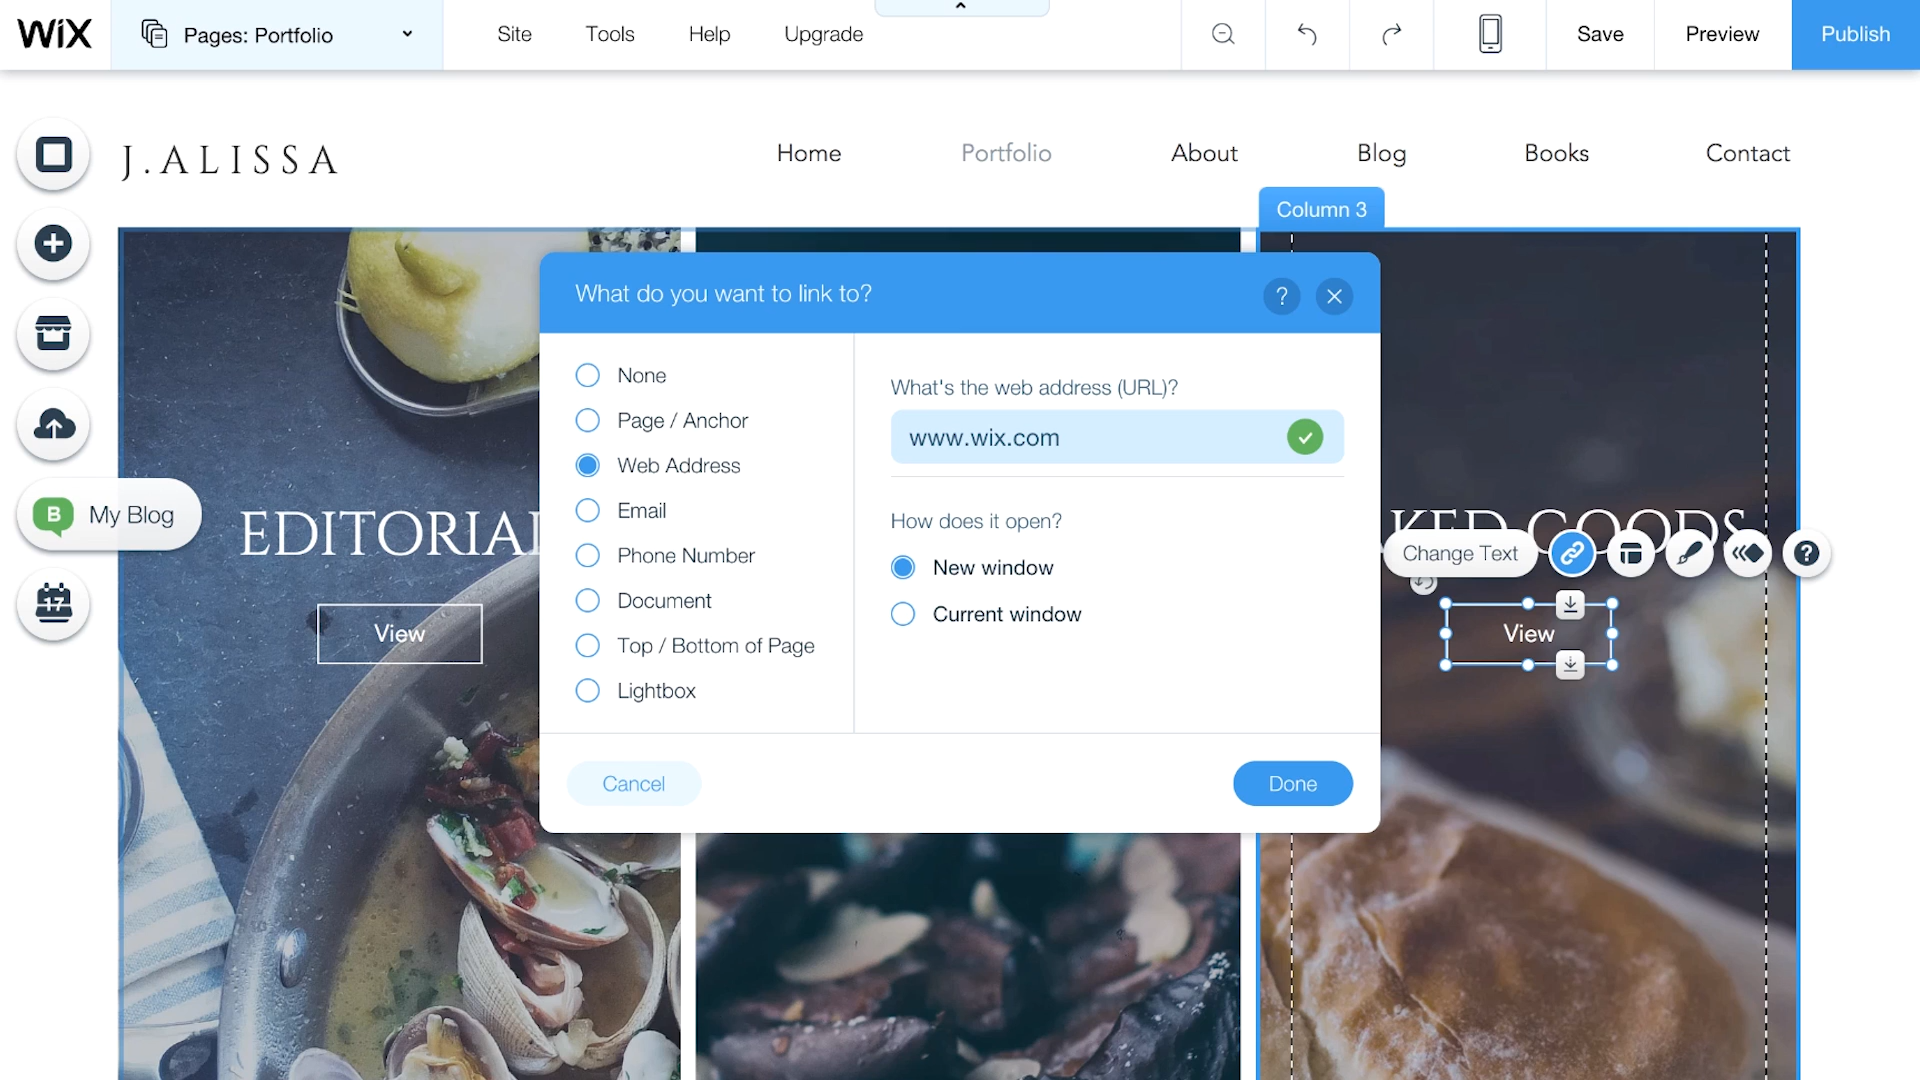 WiX
Pages: Portfolio
Site
Tools
Help
Upgrade
Save
Preview
Publish
J.ALISSA
Home
Portfolio
About
Blog
Books
Contact
Column 3
What do you want to link to?
?
None
Page / Anchor
Web Address
Email
Phone Number
Document
Top / Bottom of Page
Lightbox
What's the web address (URL)?
www.wix.com
How does it open?
New window
Current window
Cancel
Done
B
My Blog
17
EDITORIAL
View
KED GOODS
Change Text
?
View